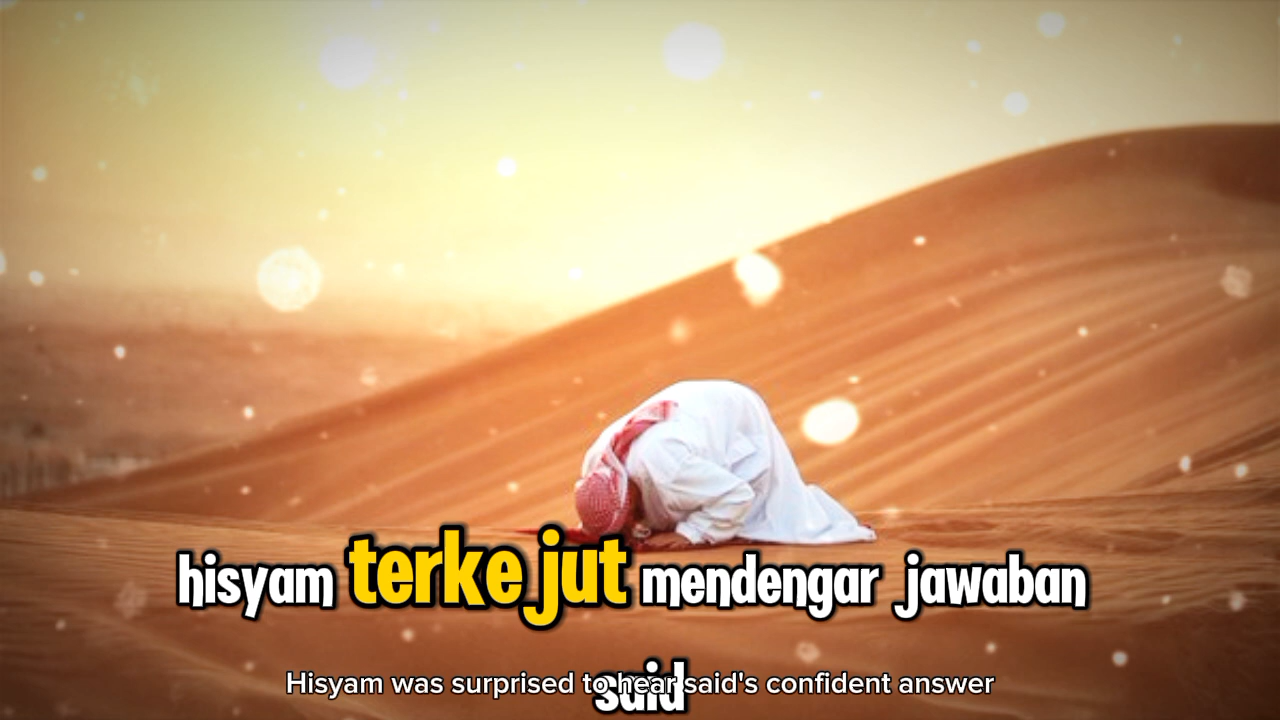 hisyam terkejut mendengar jawaban
said
Hisyam was surprised to hear said's confident answer